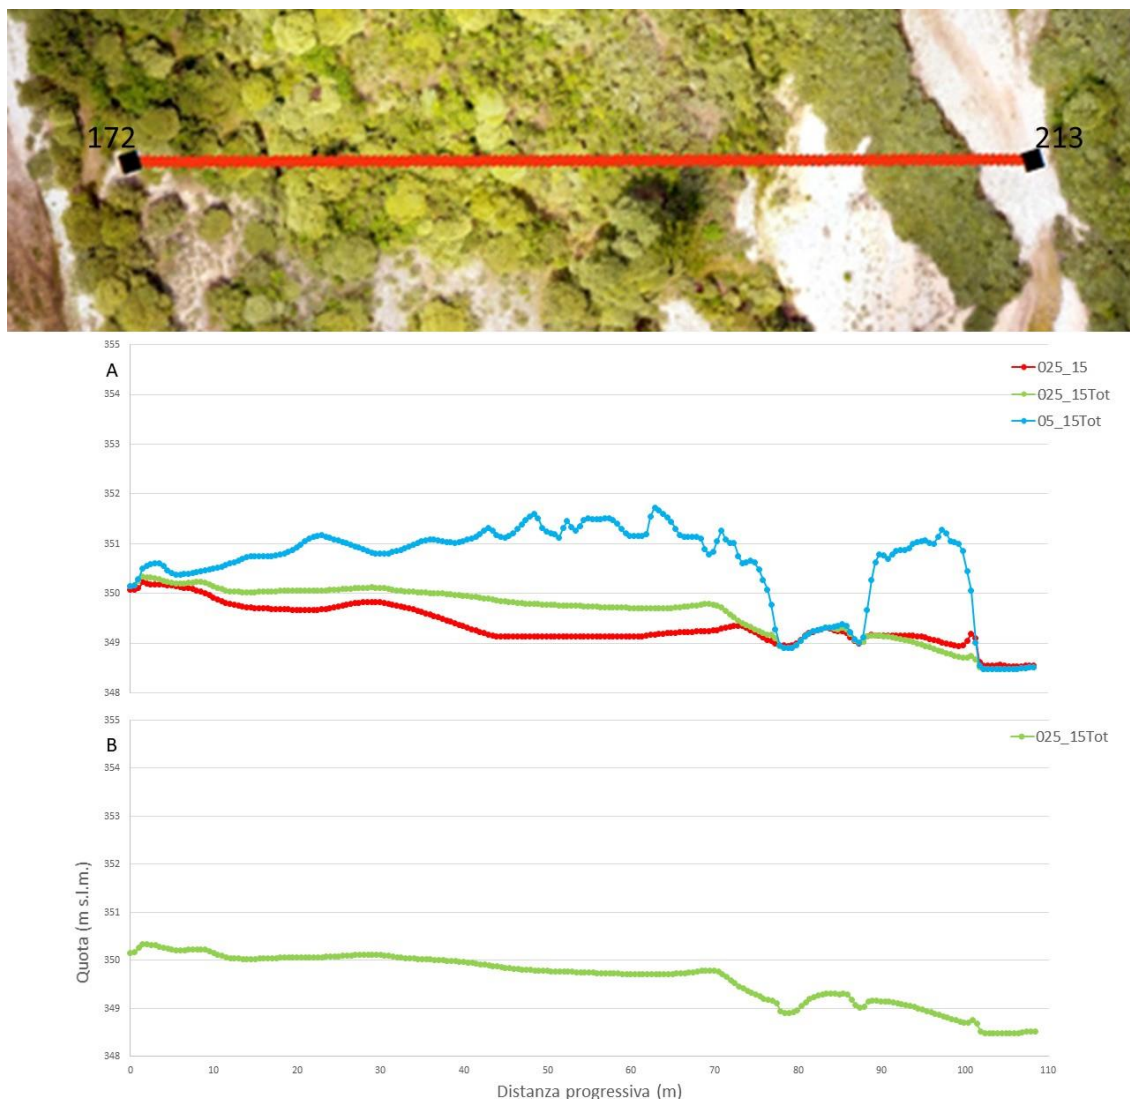 172
213
A
025_15
025_15Tot
05_15Tot
355
354
353
352
351
350
349
348
B
025_15Tot
Quota (m s.l.m.)
355
354
353
352
351
350
349
348
0 10 20 30 40 50 60 70 80 90 100 110
Distanza progressiva (m)